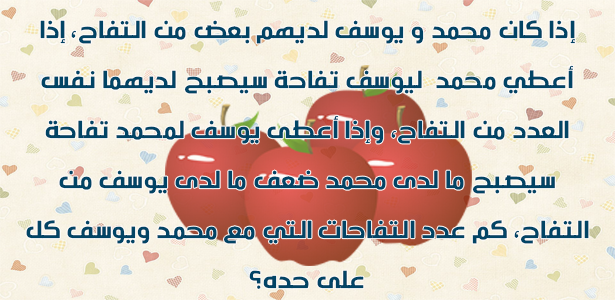 إذا كان محمد و يوسف لديهم بعض من التفاح، إذا
أعطي محمد ليوسف تفاحة سيصبح لديهما نفس
العدد من التفاح، وإذا أعطى يوسف لمحمد تفاحة
سيصبح ما لدى محمد ضعف ما لدى يوسف من
التفاح، كم عدد التفاحات التي مع محمد ويوسف كل
على حده؟